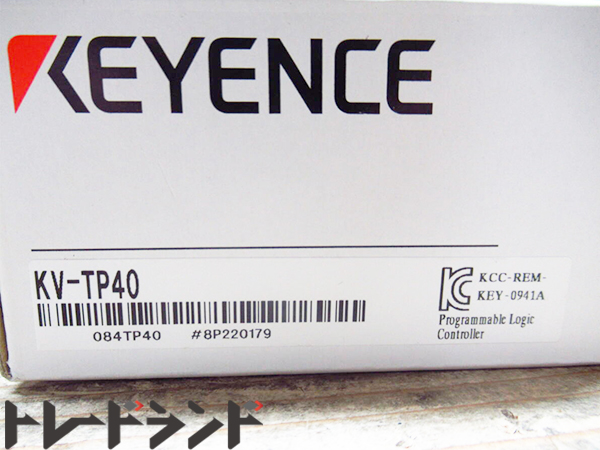 KEYENCE
KV-TP40
084TP40 #8P220179
KCC-REM-
KEY-0941A
Programmable Logic
Controller
トレードランド